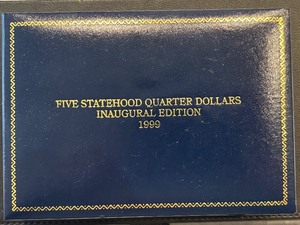 FIVE STATEHOOD QUARTER DOLLARS
INAUGURAL EDITION
1999